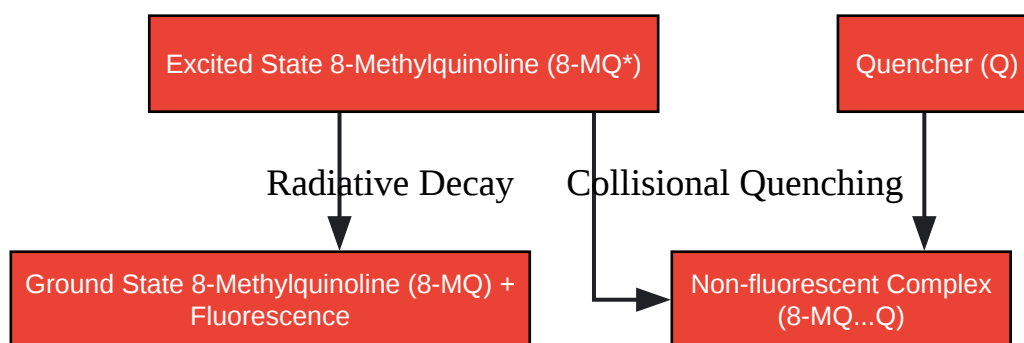 Excited State 8-Methylquinoline (8-MQ*)
Quencher (Q)
Radiative Decay
Collisional Quenching
Ground State 8-Methylquinoline (8-MQ) +
Fluorescence
Non-fluorescent Complex
(8-MQ...Q)